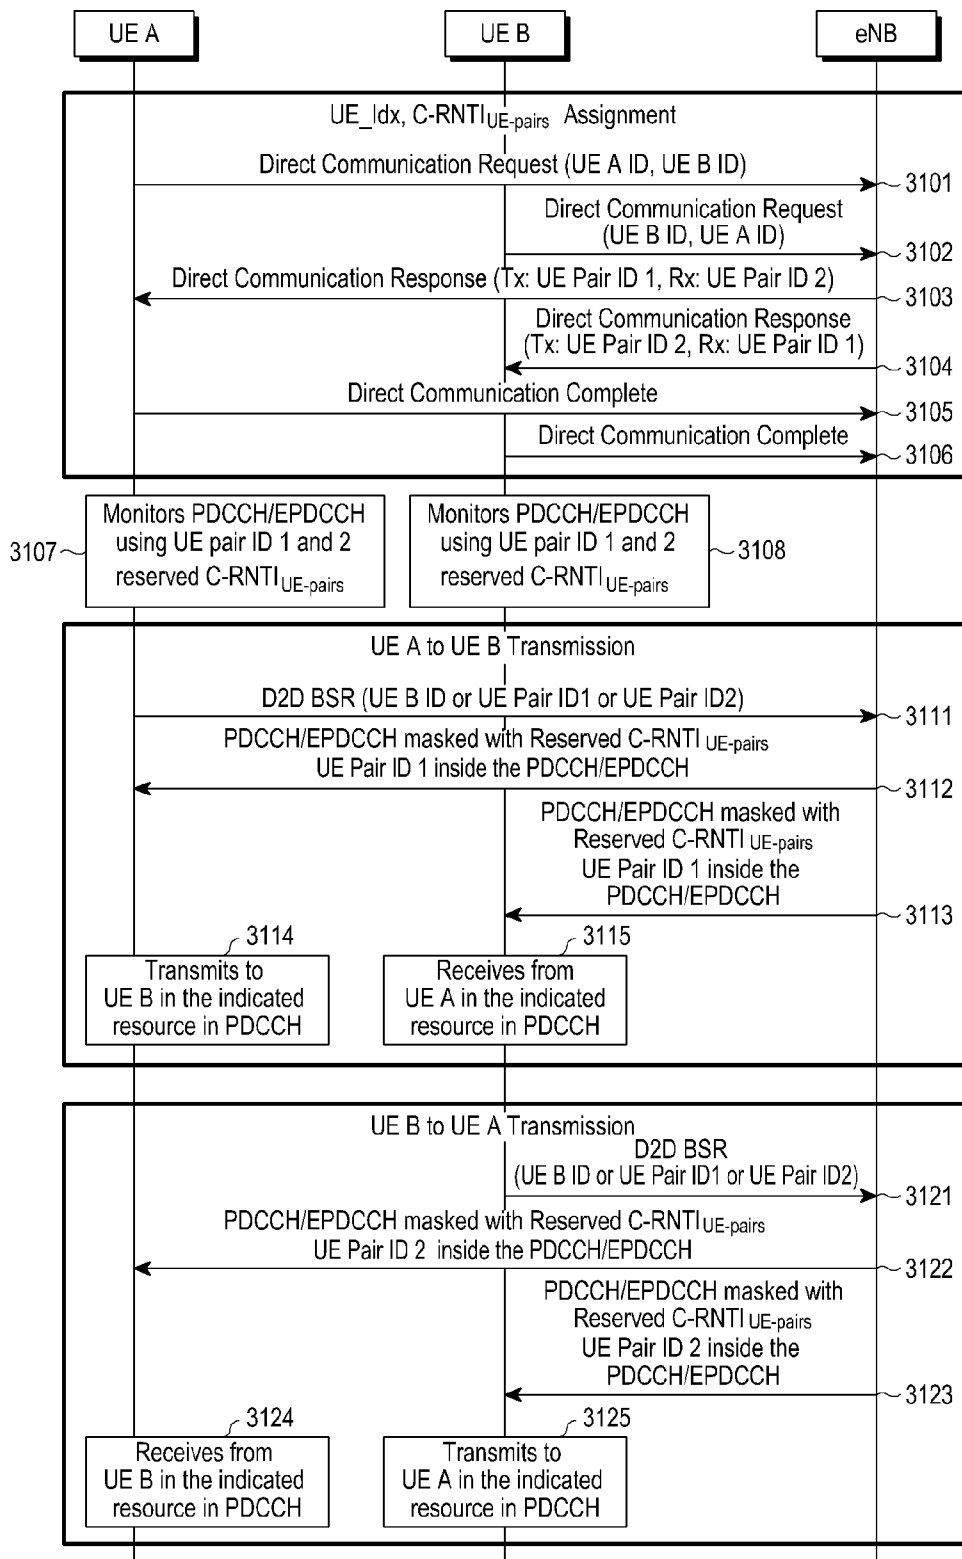 UE A
UE B
eNB
UE_Idx, C-RNTIUE-pairs Assignment
Direct Communication Request (UE A ID, UE B ID)
3101
Direct Communication Request
(UE B ID, UE A ID)
3102
Direct Communication Response (Tx: UE Pair ID 1, Rx: UE Pair ID 2)
3103
Direct Communication Response
(Tx: UE Pair ID 2, Rx: UE Pair ID 1)
3104
Direct Communication Complete
3105
Direct Communication Complete
3106
3107
Monitors PDCCH/EPDCCH
using UE pair ID 1 and 2
reserved C-RNTIUE-pairs
Monitors PDCCH/EPDCCH
using UE pair ID 1 and 2
reserved C-RNTIUE-pairs
3108
UE A to UE B Transmission
D2D BSR (UE B ID or UE Pair ID1 or UE Pair ID2)
3111
PDCCH/EPDCCH masked with Reserved C-RNTI UE-pairs
UE Pair ID 1 inside the PDCCH/EPDCCH
3112
PDCCH/EPDCCH masked with
Reserved C-RNTI UE-pairs
UE Pair ID 1 inside the
PDCCH/EPDCCH
3113
3114
Transmits to
UE B in the indicated
resource in PDCCH
3115
Receives from
UE A in the indicated
resource in PDCCH
UE B to UE A Transmission
D2D BSR
(UE B ID or UE Pair ID1 or UE Pair ID2)
3121
PDCCH/EPDCCH masked with Reserved C-RNTIUE-pairs
UE Pair ID 2 inside the PDCCH/EPDCCH
3122
PDCCH/EPDCCH masked with
Reserved C-RNTI UE-pairs
UE Pair ID 2 inside the
PDCCH/EPDCCH
3123
3124
Receives from
UE B in the indicated
resource in PDCCH
3125
Transmits to
UE A in the indicated
resource in PDCCH